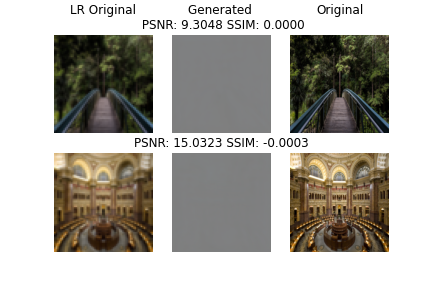 LR Original Generated Original
PSNR: 9.3048 SSIM: 0.0000
PSNR: 15.0323 SSIM: -0.0003